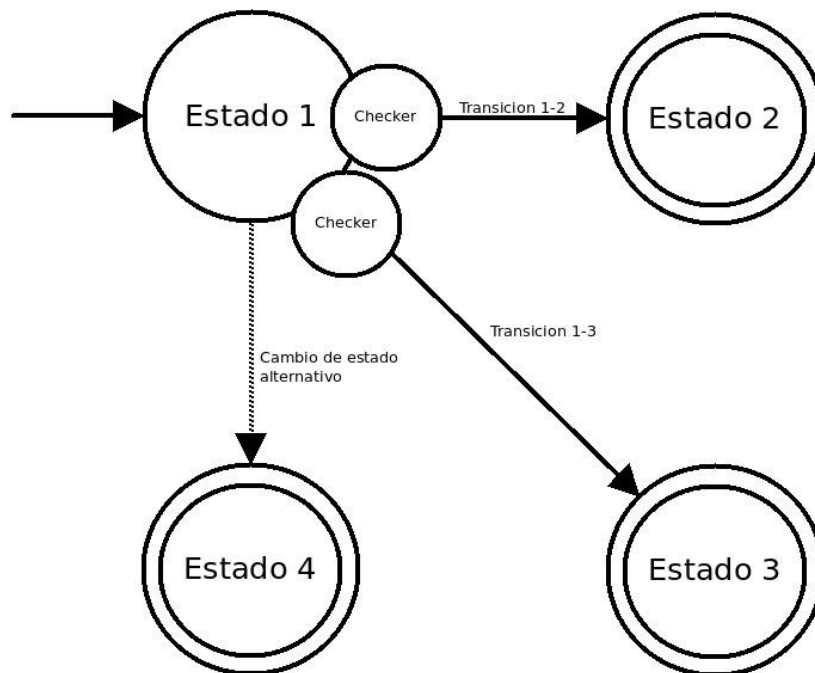 Estado 1
Checker
Transicion 1-2
Estado 2
Checker
Transicion 1-3
Cambio de estado
alternativo
Estado 4
Estado 3